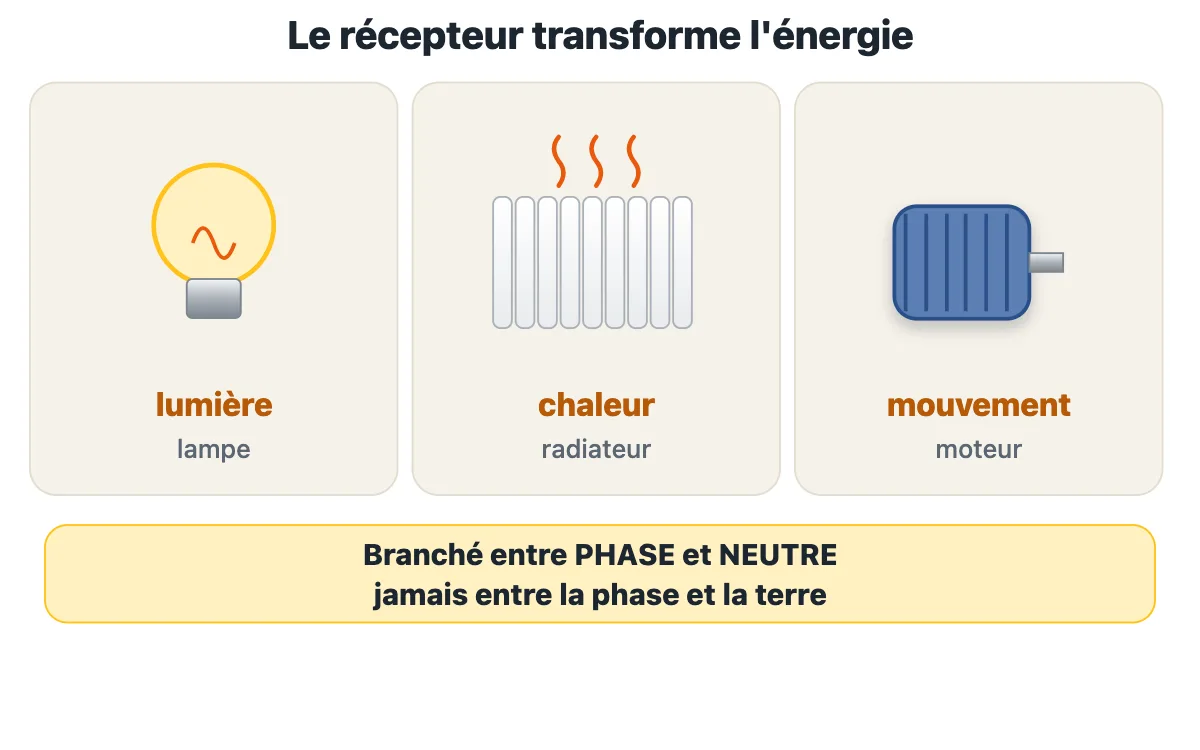 Le récepteur transforme l'énergie
lumière
lampe
chaleur
radiateur
mouvement
moteur
Branché entre PHASE et NEUTRE
jamais entre la phase et la terre